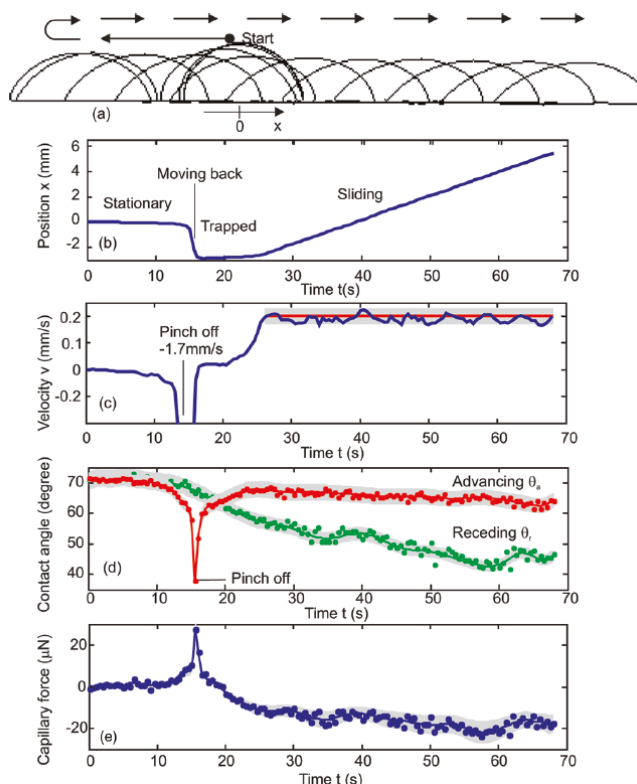 Start
(a)
0
x
Position x (mm)
6
4
2
0
-2
Moving back
Stationary
Trapped
Sliding
(b)
0 10 20 30 40 50 60 70
Time t(s)
Velocity v (mm/s)
0.2
0.1
0
-0.2
Pinch off
-1.7mm/s
(c)
0 10 20 30 40 50 60 70
Time t (s)
Contact angle (degree)
70
60
50
40
Advancing θa
Receding θr
(d)
Pinch off
0 10 20 30 40 50 60 70
Time t (s)
Capillary force (μN)
20
0
-20
(e)
0 10 20 30 40 50 60 70
Time t (s)